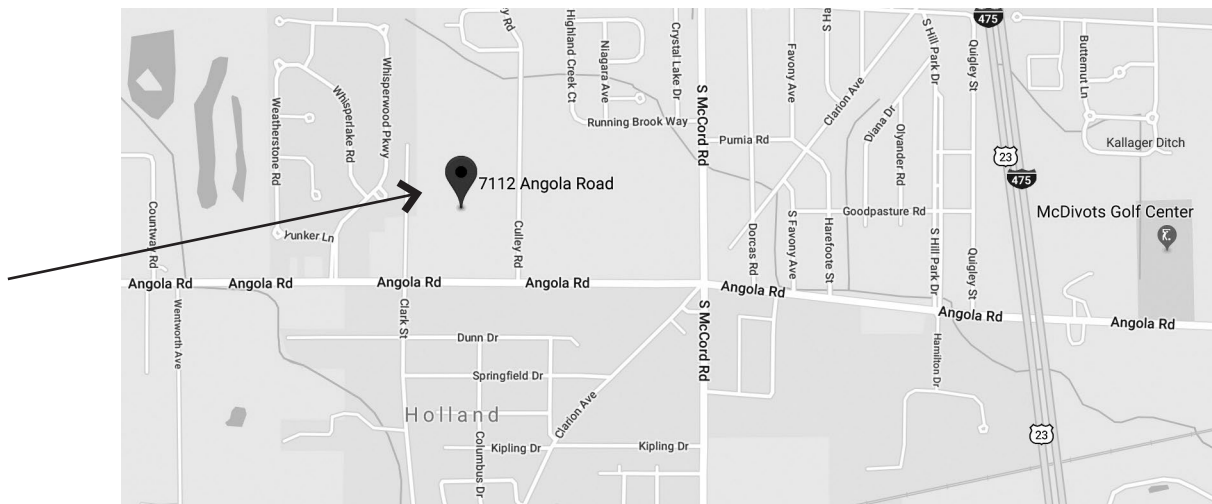 475
ey Rd
Highland Creek Ct
Niagara Ave
Crystal Lake Dr
S McCord Rd
Favony Ave
S Ha
S Hill Park Dr
Quigley St
Butternut Ln
Weatherstone Rd
Whisperlake Rd
Whisperwood Pkwy
Clarion Ave
Running Brook Way
Diana Dr
Olyander Rd
Purnia Rd
Kallager Ditch
23
475
7112 Angola Road
Goodpasture Rd
McDivots Golf Center
Countway Rd
Yunker Ln
Culley Rd
Dorcas Rd
S Favony Ave
Harefoote St
S Hill Park Dr
Quigley St
Angola Rd
Angola Rd
Angola Rd
Angola Rd
Angola Rd
Angola Rd
Angola Rd
Wentworth Ave
Clark St
S McCord Rd
Dunn Dr
Hamilton Dr
Springfield Dr
Holland
Clarion Ave
23
Kipling Dr
Kipling Dr
Columbus Dr